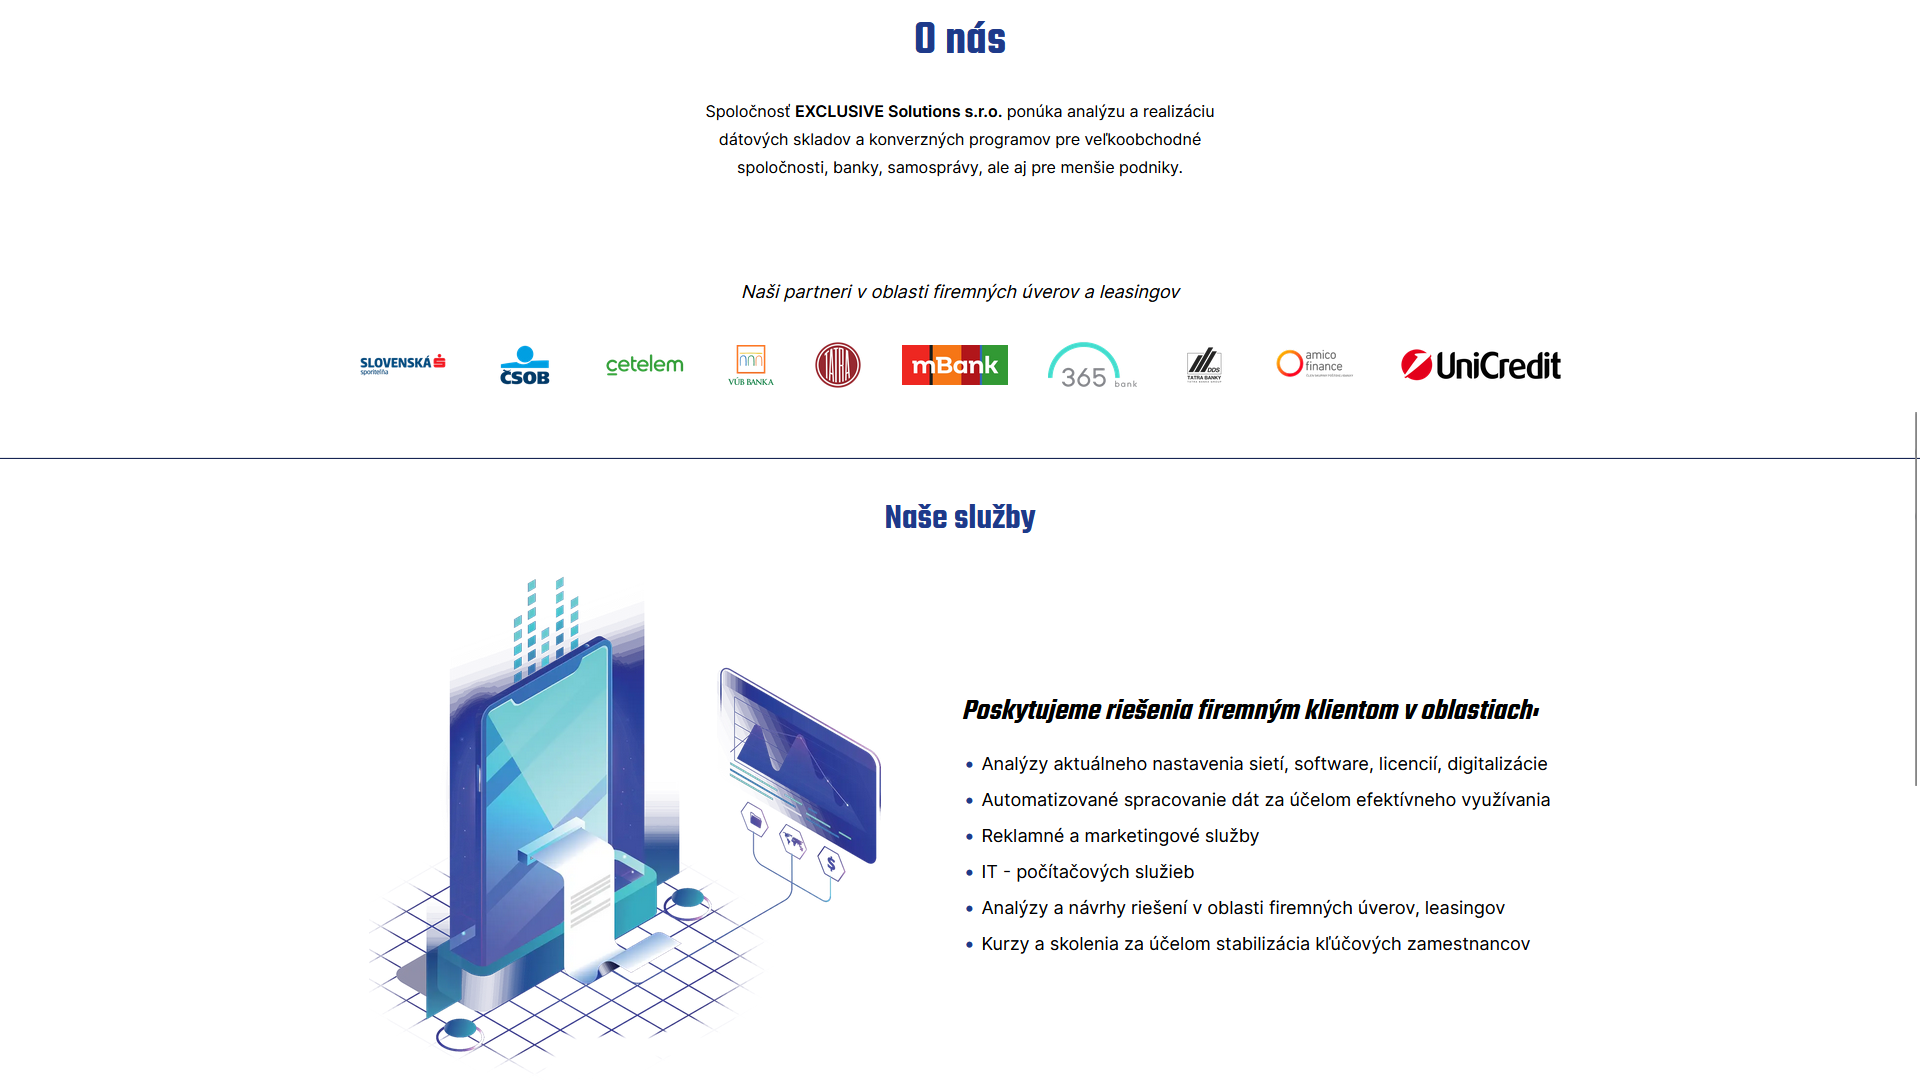 O nás
Spoločnosť EXCLUSIVE Solutions s.r.o. ponúka analýzu a realizáciu
dátových skladov a konverzných programov pre veľkoobchodné
spoločnosti, banky, samosprávy, ale aj pre menšie podniky.
Naši partneri v oblasti firemných úverov a leasingov
SLOVENSKÁ
sporiteľňa
ČSOB
cetelem
VÚB BANKA
TATRA
mBank
365 bank
DDS
TATRA BANKY
amico
finance
UniCredit
Naše služby
Poskytujeme riešenia firemným klientom v oblastiach:
• Analýzy aktuálneho nastavenia sietí, software, licencií, digitalizácie
• Automatizované spracovanie dát za účelom efektívneho využívania
• Reklamné a marketingové služby
• IT - počítačových služieb
• Analýzy a návrhy riešení v oblasti firemných úverov, leasingov
• Kurzy a skolenia za účelom stabilizácia kľúčových zamestnancov
$